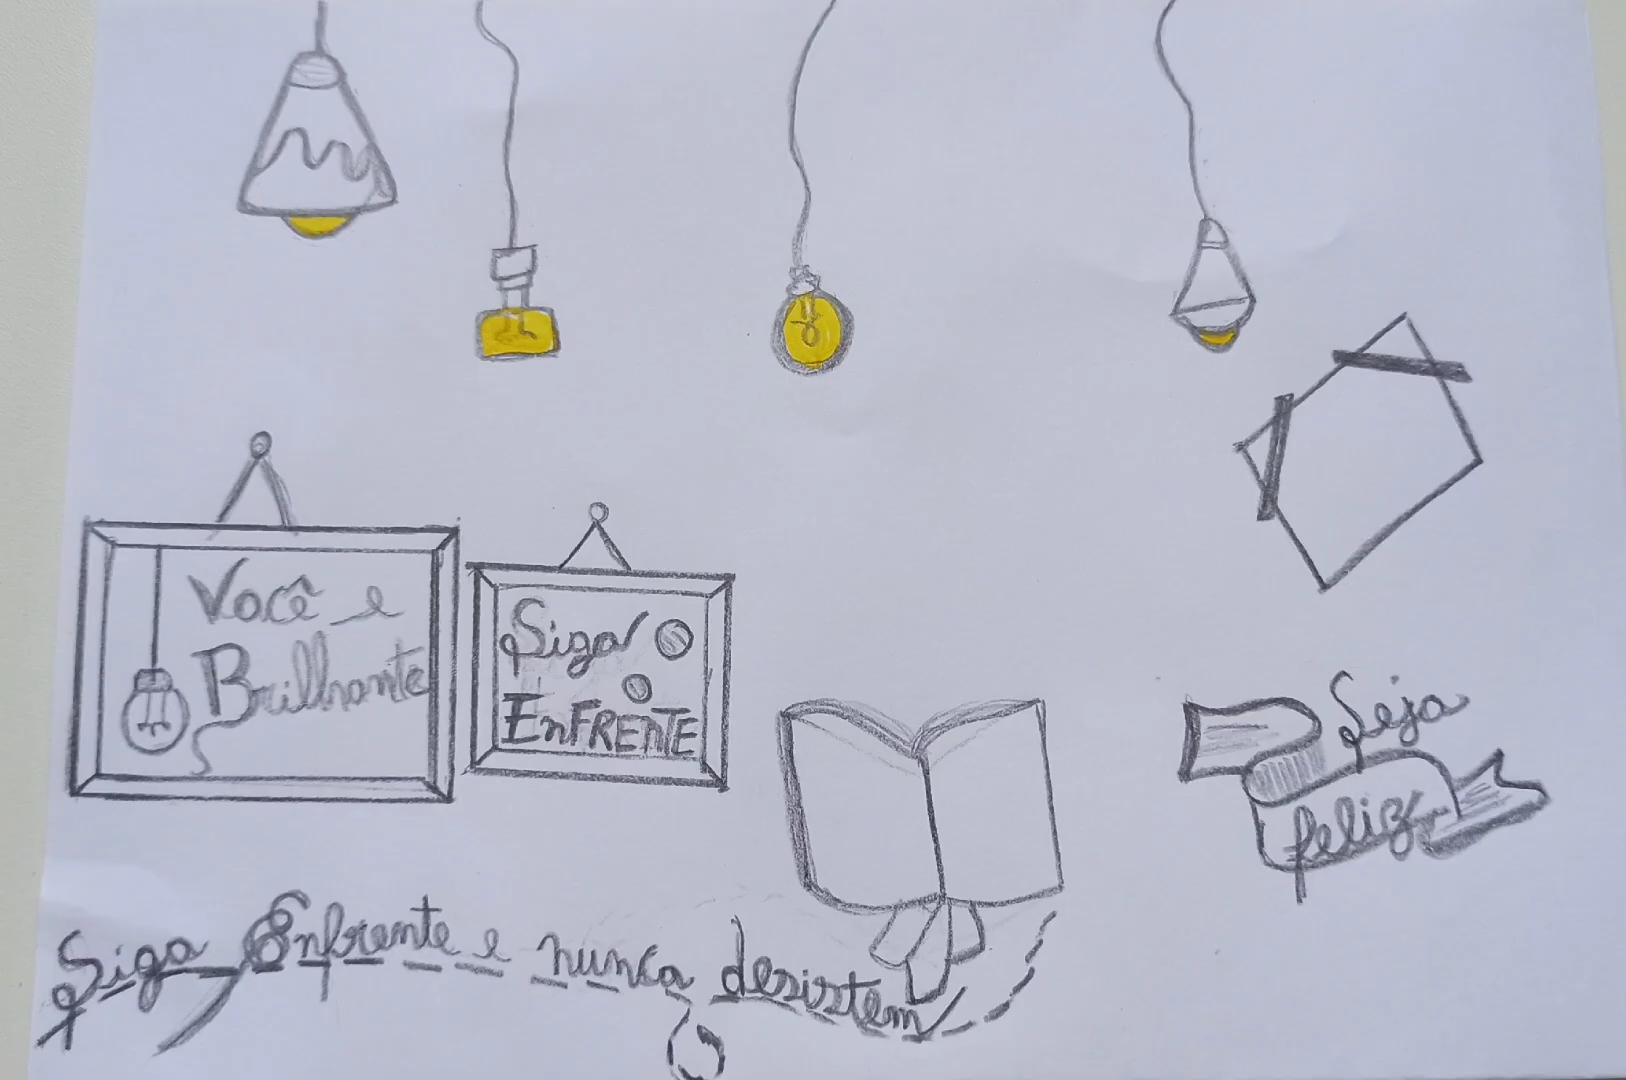 Você e
Brilhante
Siga
EnFRENTE
Seja
feliz
Siga Enfrente e nunca desistem